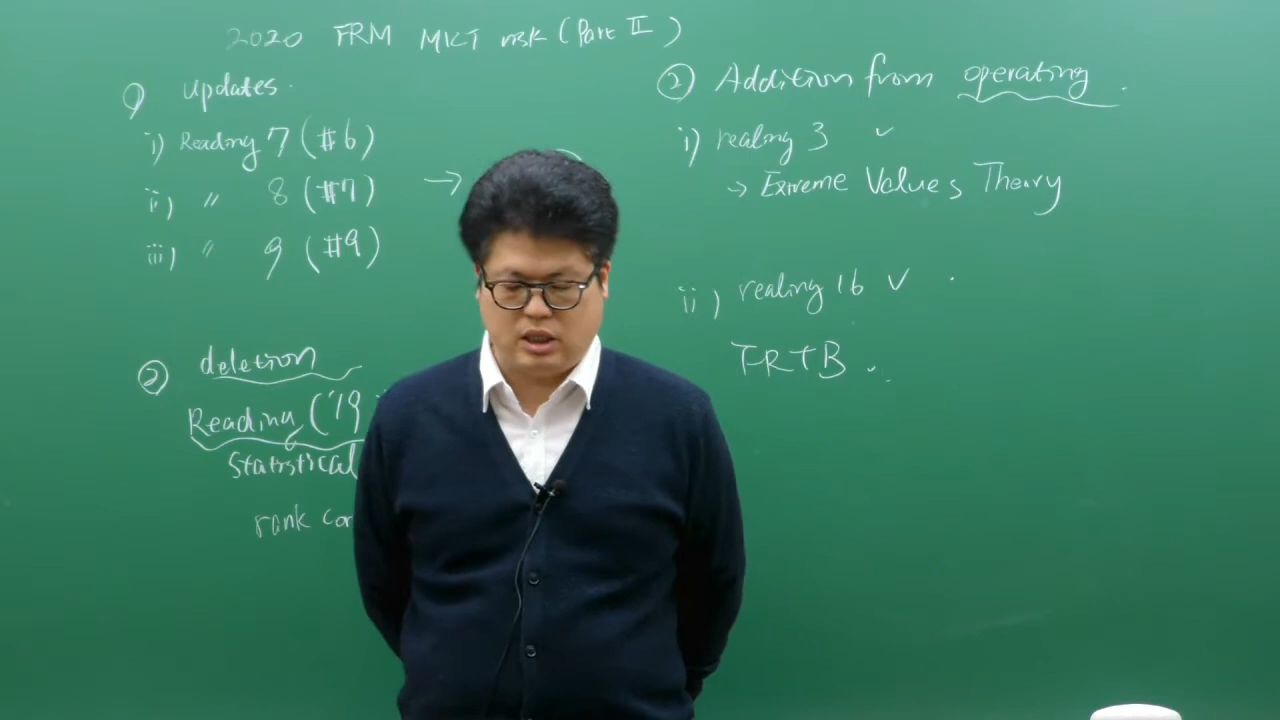 2020 FRM MKT risk (Part II)
① updates.
i) Reading 7 (#6)
ii) 〃 8 (#7) →
iii) 〃 9 (#9)
② deletion
Reading ('19
Statistical
rank cor
② Addition from operating.
i) reading 3 ✓
→ Extreme Values Theory
ii) reading 16 ✓
FRTB